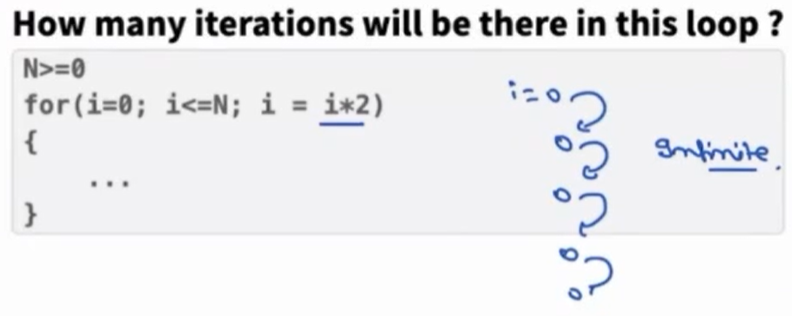 How many iterations will be there in this loop ?
N>=0
for(i=0; i<=N; i = i*2)
{
...
}
i=0
0
0
0
0
Infinite.